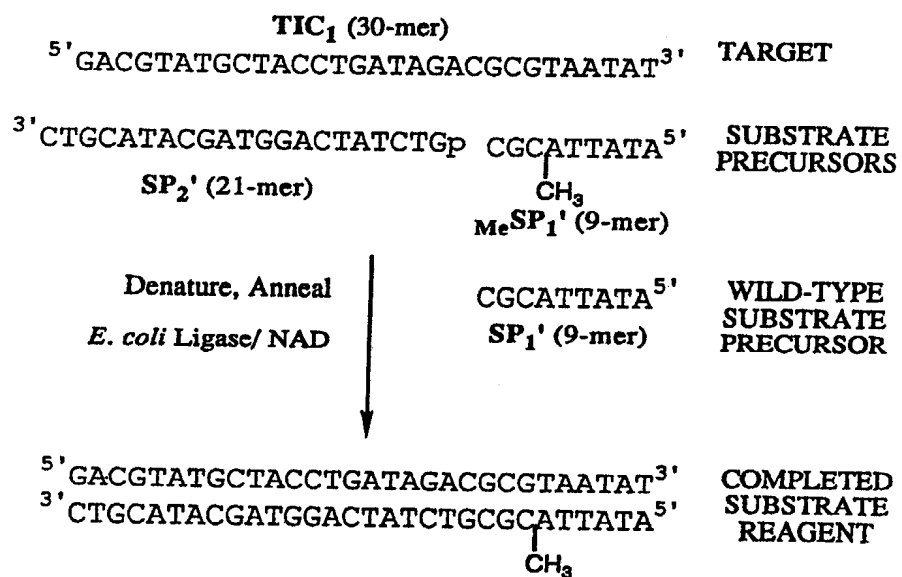 TIC1 (30-mer)
5'GACGTATGCTACCTGATAGACGCGTAATAT3' TARGET
3'CTGCATACGATGGACTATCTGp CGCATTATA5' SUBSTRATE
PRECURSORS
SP2' (21-mer)
CH3
MeSP1' (9-mer)
Denature, Anneal
E. coli Ligase/ NAD
CGCATTATA5' WILD-TYPE
SUBSTRATE
SP1' (9-mer)
PRECURSOR
5'GACGTATGCTACCTGATAGACGCGTAATAT3' COMPLETED
SUBSTRATE
3'CTGCATACGATGGACTATCTGCGCATTATA5' REAGENT
CH3